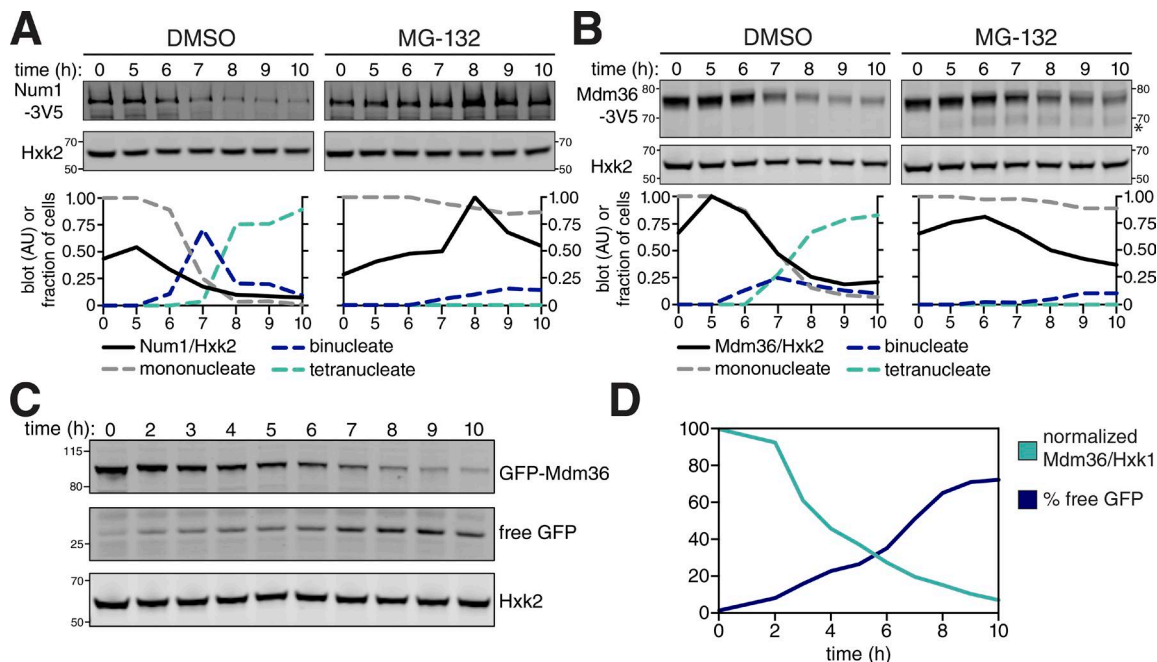 A
DMSO
MG-132
time (h): 0 5 6 7 8 9 10 0 5 6 7 8 9 10
Num1
-3V5
Hxk2
70
50
70
50
blot (AU) or
fraction of cells
1.00
0.75
0.50
0.25
0
1.00
0.75
0.50
0.25
0
0 5 6 7 8 9 10 0 5 6 7 8 9 10
Num1/Hxk2 binucleate
mononucleate tetranucleate
B
DMSO
MG-132
time (h): 0 5 6 7 8 9 10 0 5 6 7 8 9 10
Mdm36
-3V5
80
70
80
70
*
Hxk2
70
50
70
50
blot (AU) or
fraction of cells
1.00
0.75
0.50
0.25
0
1.00
0.75
0.50
0.25
0
0 5 6 7 8 9 10 0 5 6 7 8 9 10
Mdm36/Hxk2 binucleate
mononucleate tetranucleate
C
time (h): 0 2 3 4 5 6 7 8 9 10
115
80
GFP-Mdm36
25
free GFP
70
50
Hxk2
D
100
80
60
40
20
0
0 2 4 6 8 10
time (h)
normalized
Mdm36/Hxk1
% free GFP